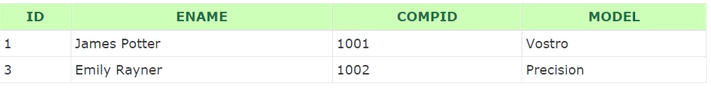 ID ENAME COMPID MODEL
1 James Potter 1001 Vostro
3 Emily Rayner 1002 Precision